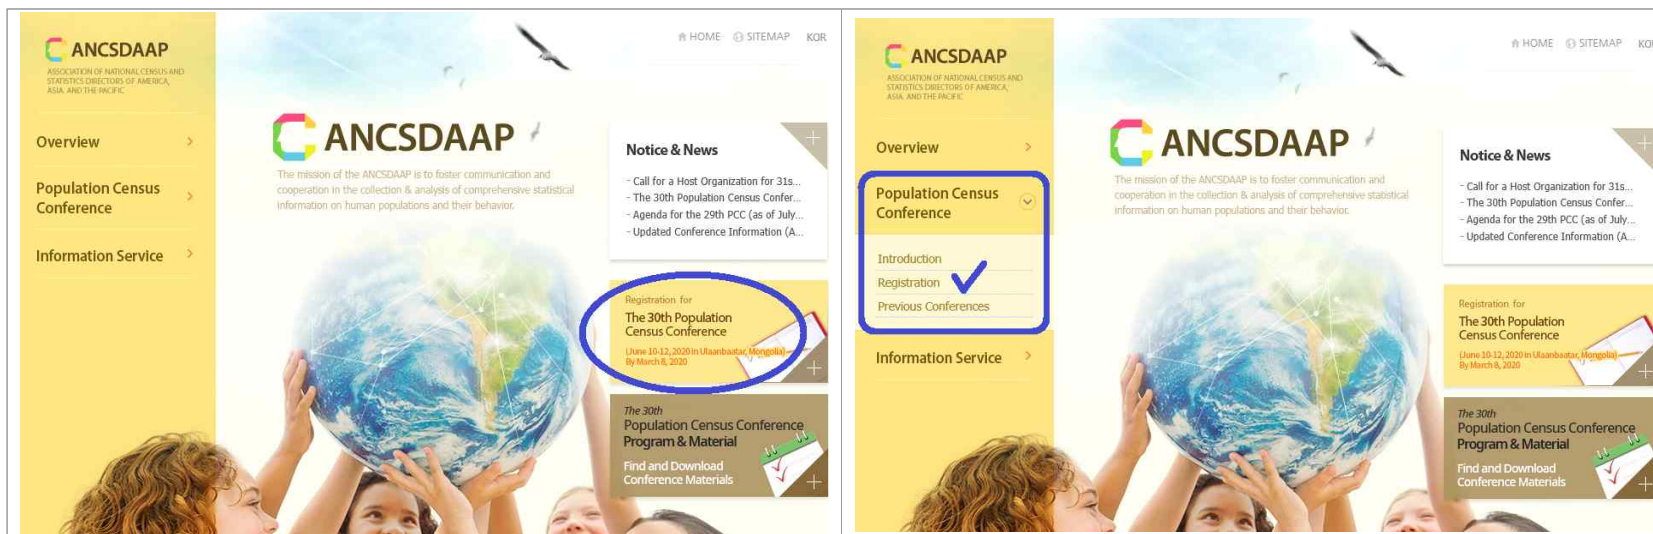 ANCSDAAP
ASSOCIATION OF NATIONAL CENSUS AND
STATISTICS DIRECTORS OF AMERICA,
ASIA. AND THE PACIFIC
Overview
Population Census
Conference
Information Service
HOME SITEMAP KOR
ANCSDAAP
The mission of the ANCSDAAP is to foster communication and
cooperation in the collection & analysis of comprehensive statistical
information on human populations and their behavior.
Notice & News
- Call for a Host Organization for 31s...
- The 30th Population Census Confer...
- Agenda for the 29th PCC (as of July...
- Updated Conference Information (A...
Registration for
The 30th Population
Census Conference
(June 10-12, 2020 in Ulaanbaatar, Mongolia)
By March 8, 2020
The 30th
Population Census Conference
Program & Material
Find and Download
Conference Materials
ANCSDAAP
ASSOCIATION OF NATIONAL CENSUS AND
STATISTICS DIRECTORS OF AMERICA,
ASIA. AND THE PACIFIC
Overview
Population Census
Conference
Introduction
Registration
Previous Conferences
Information Service
HOME SITEMAP KOR
ANCSDAAP
The mission of the ANCSDAAP is to foster communication and
cooperation in the collection & analysis of comprehensive statistical
information on human populations and their behavior.
Notice & News
- Call for a Host Organization for 31s...
- The 30th Population Census Confer...
- Agenda for the 29th PCC (as of July...
- Updated Conference Information (A...
Registration for
The 30th Population
Census Conference
(June 10-12, 2020 in Ulaanbaatar, Mongolia)
By March 8, 2020
The 30th
Population Census Conference
Program & Material
Find and Download
Conference Materials